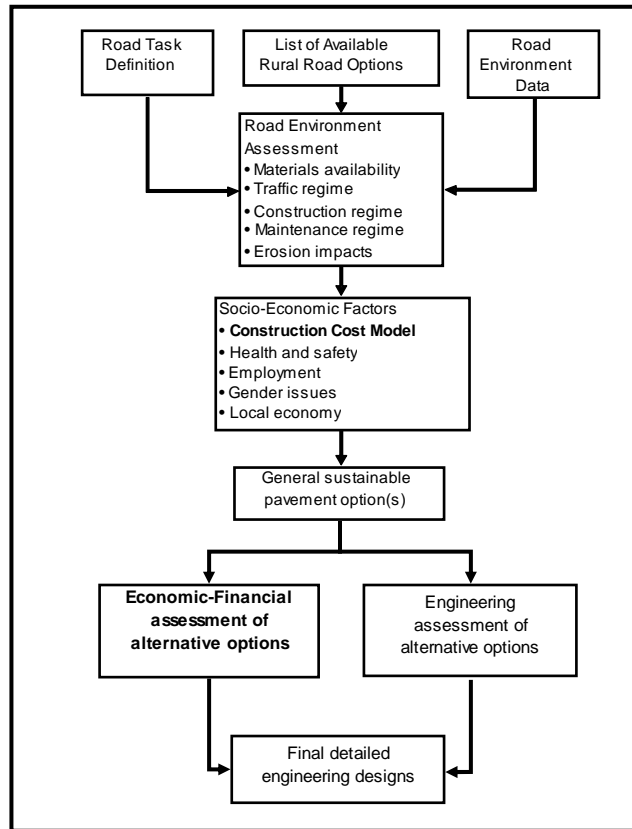 Road Task
Definition
List of Available
Rural Road Options
Road
Environment
Data
Road Environment
Assessment
• Materials availability
• Traffic regime
• Construction regime
• Maintenance regime
• Erosion impacts
Socio-Economic Factors
• Construction Cost Model
• Health and safety
• Employment
• Gender issues
• Local economy
General sustainable
pavement option(s)
Economic-Financial
assessment of
alternative options
Engineering
assessment of
alternative options
Final detailed
engineering designs